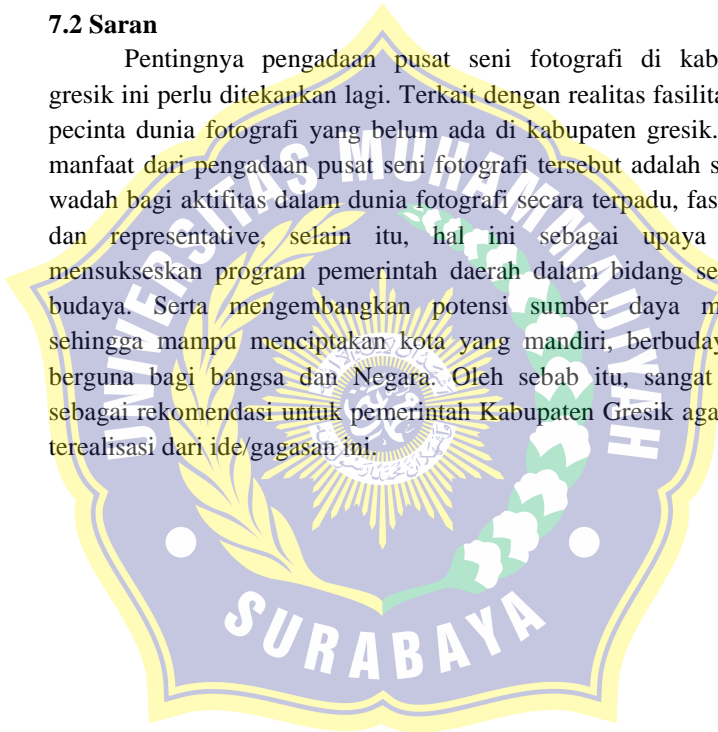 7.2 Saran
Pentingnya pengadaan pusat seni fotografi di kab
gresik ini perlu ditekankan lagi. Terkait dengan realitas fasilita
pecinta dunia fotografi yang belum ada di kabupaten gresik.
manfaat dari pengadaan pusat seni fotografi tersebut adalah s
wadah bagi aktifitas dalam dunia fotografi secara terpadu, fas
dan representative, selain itu, hal ini sebagai upaya
mensukseskan program pemerintah daerah dalam bidang se
budaya. Serta mengembangkan potensi sumber daya m
sehingga mampu menciptakan kota yang mandiri, berbuday
berguna bagi bangsa dan Negara. Oleh sebab itu, sangat
sebagai rekomendasi untuk pemerintah Kabupaten Gresik aga
terealisasi dari ide/gagasan ini.
UNIVERSITAS MUHAMMADIYAH
SURABAYA